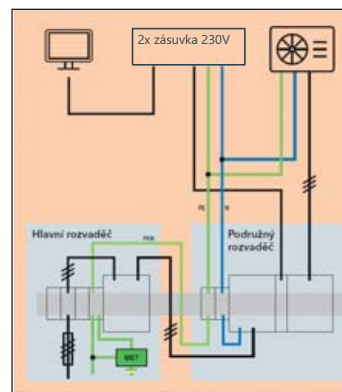 2x zásuvka 230V
PE
N
Hlavní rozvaděč
PEN
Podružný
rozvaděč
MET